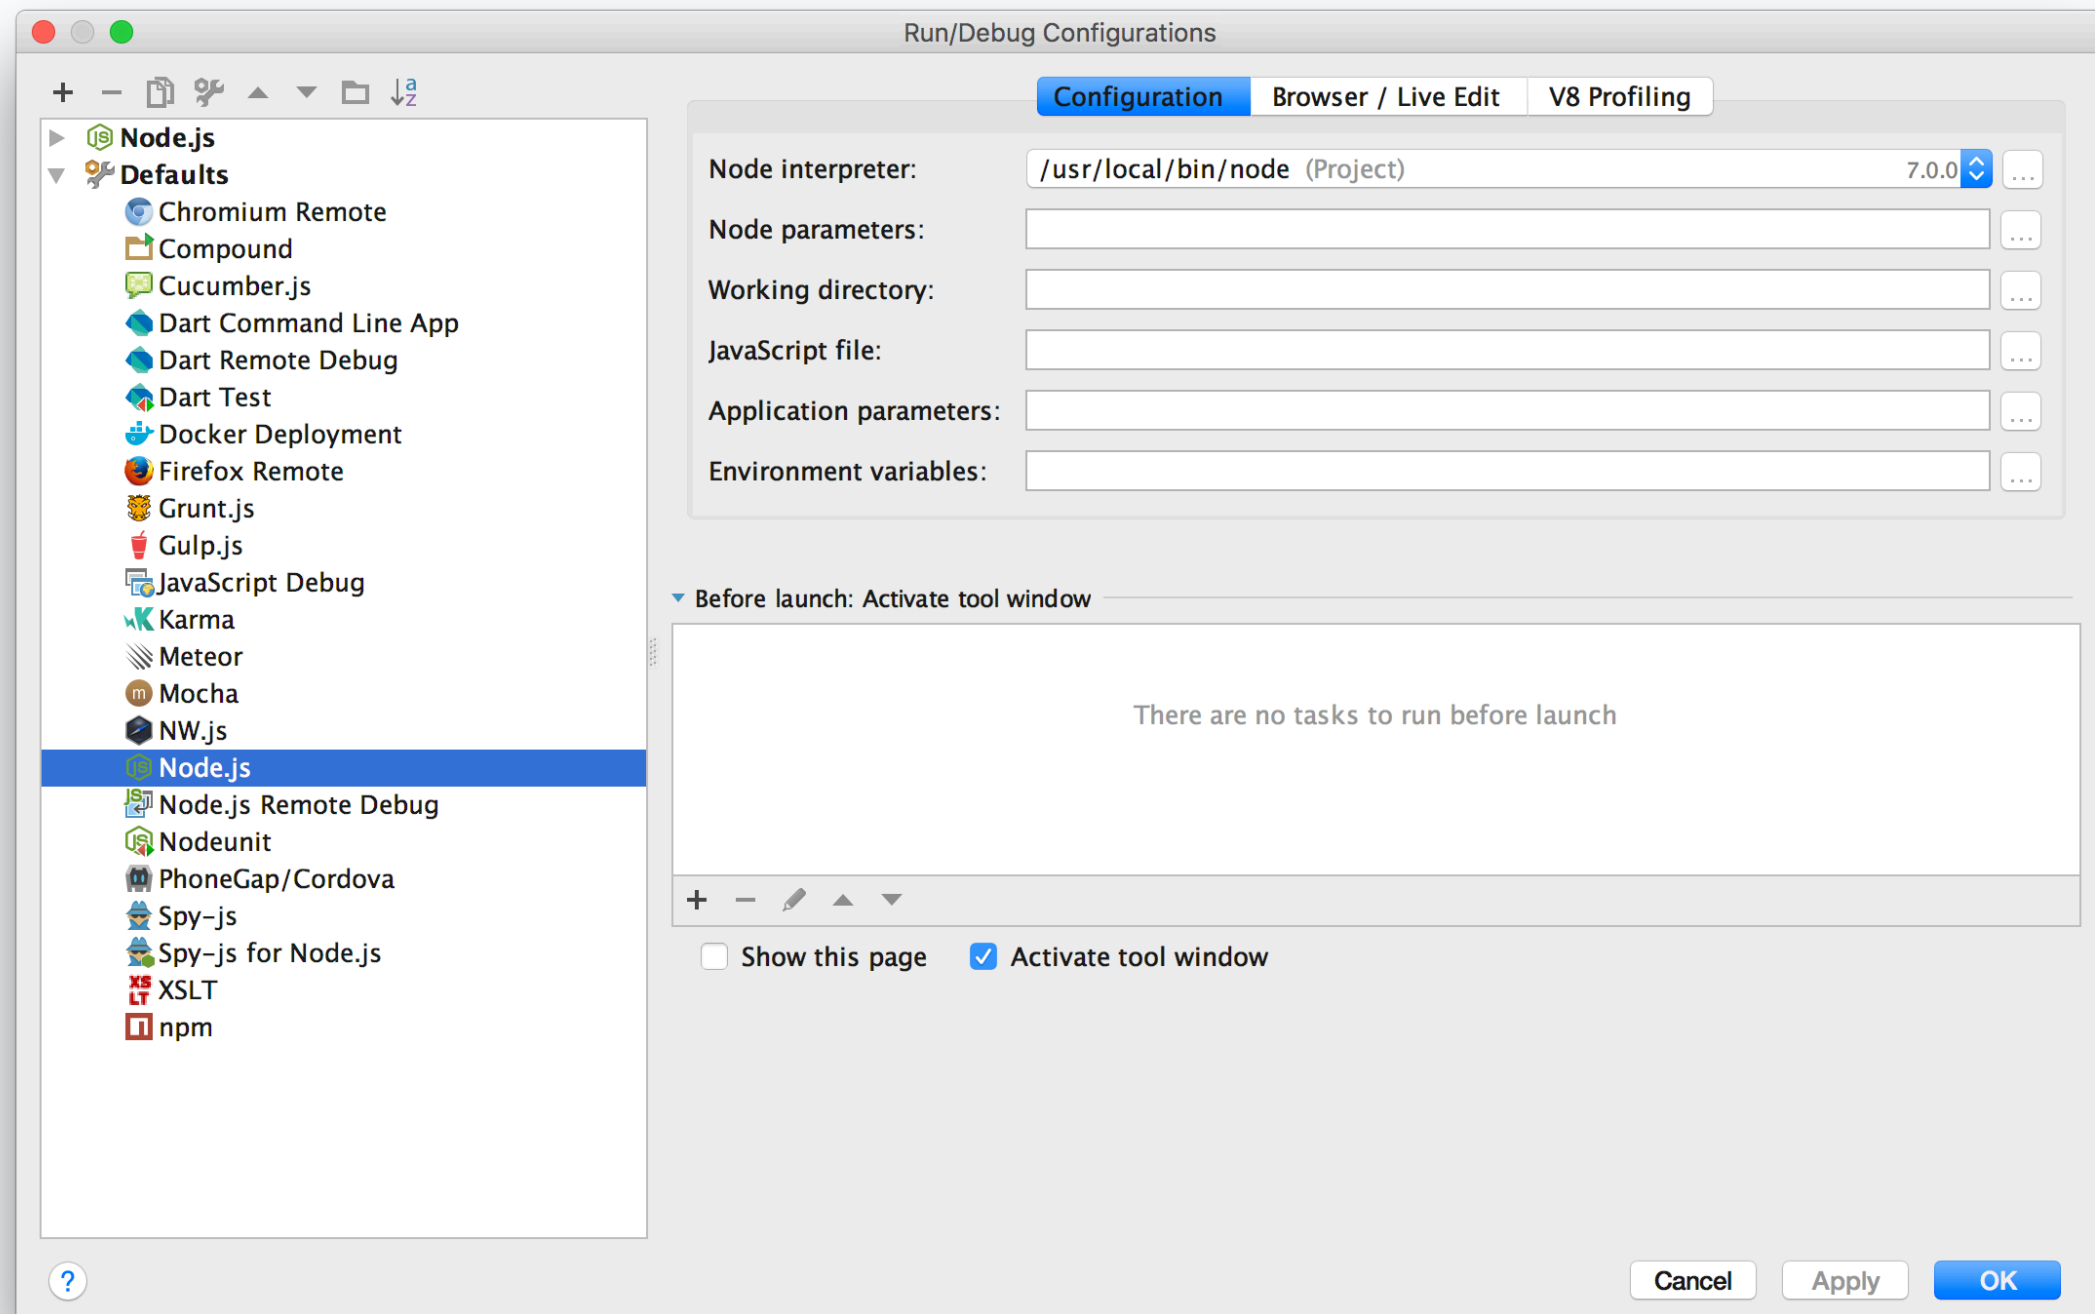 Run/Debug Configurations
Node.js
Defaults
Chromium Remote
Compound
Cucumber.js
Dart Command Line App
Dart Remote Debug
Dart Test
Docker Deployment
Firefox Remote
Grunt.js
Gulp.js
JavaScript Debug
Karma
Meteor
Mocha
NW.js
Node.js
Node.js Remote Debug
Nodeunit
PhoneGap/Cordova
Spy-js
Spy-js for Node.js
XSLT
npm
Configuration Browser / Live Edit V8 Profiling
Node interpreter: /usr/local/bin/node (Project) 7.0.0 ...
Node parameters: ...
Working directory: ...
JavaScript file: ...
Application parameters: ...
Environment variables: ...
Before launch: Activate tool window
There are no tasks to run before launch
Show this page Activate tool window
? Cancel Apply OK